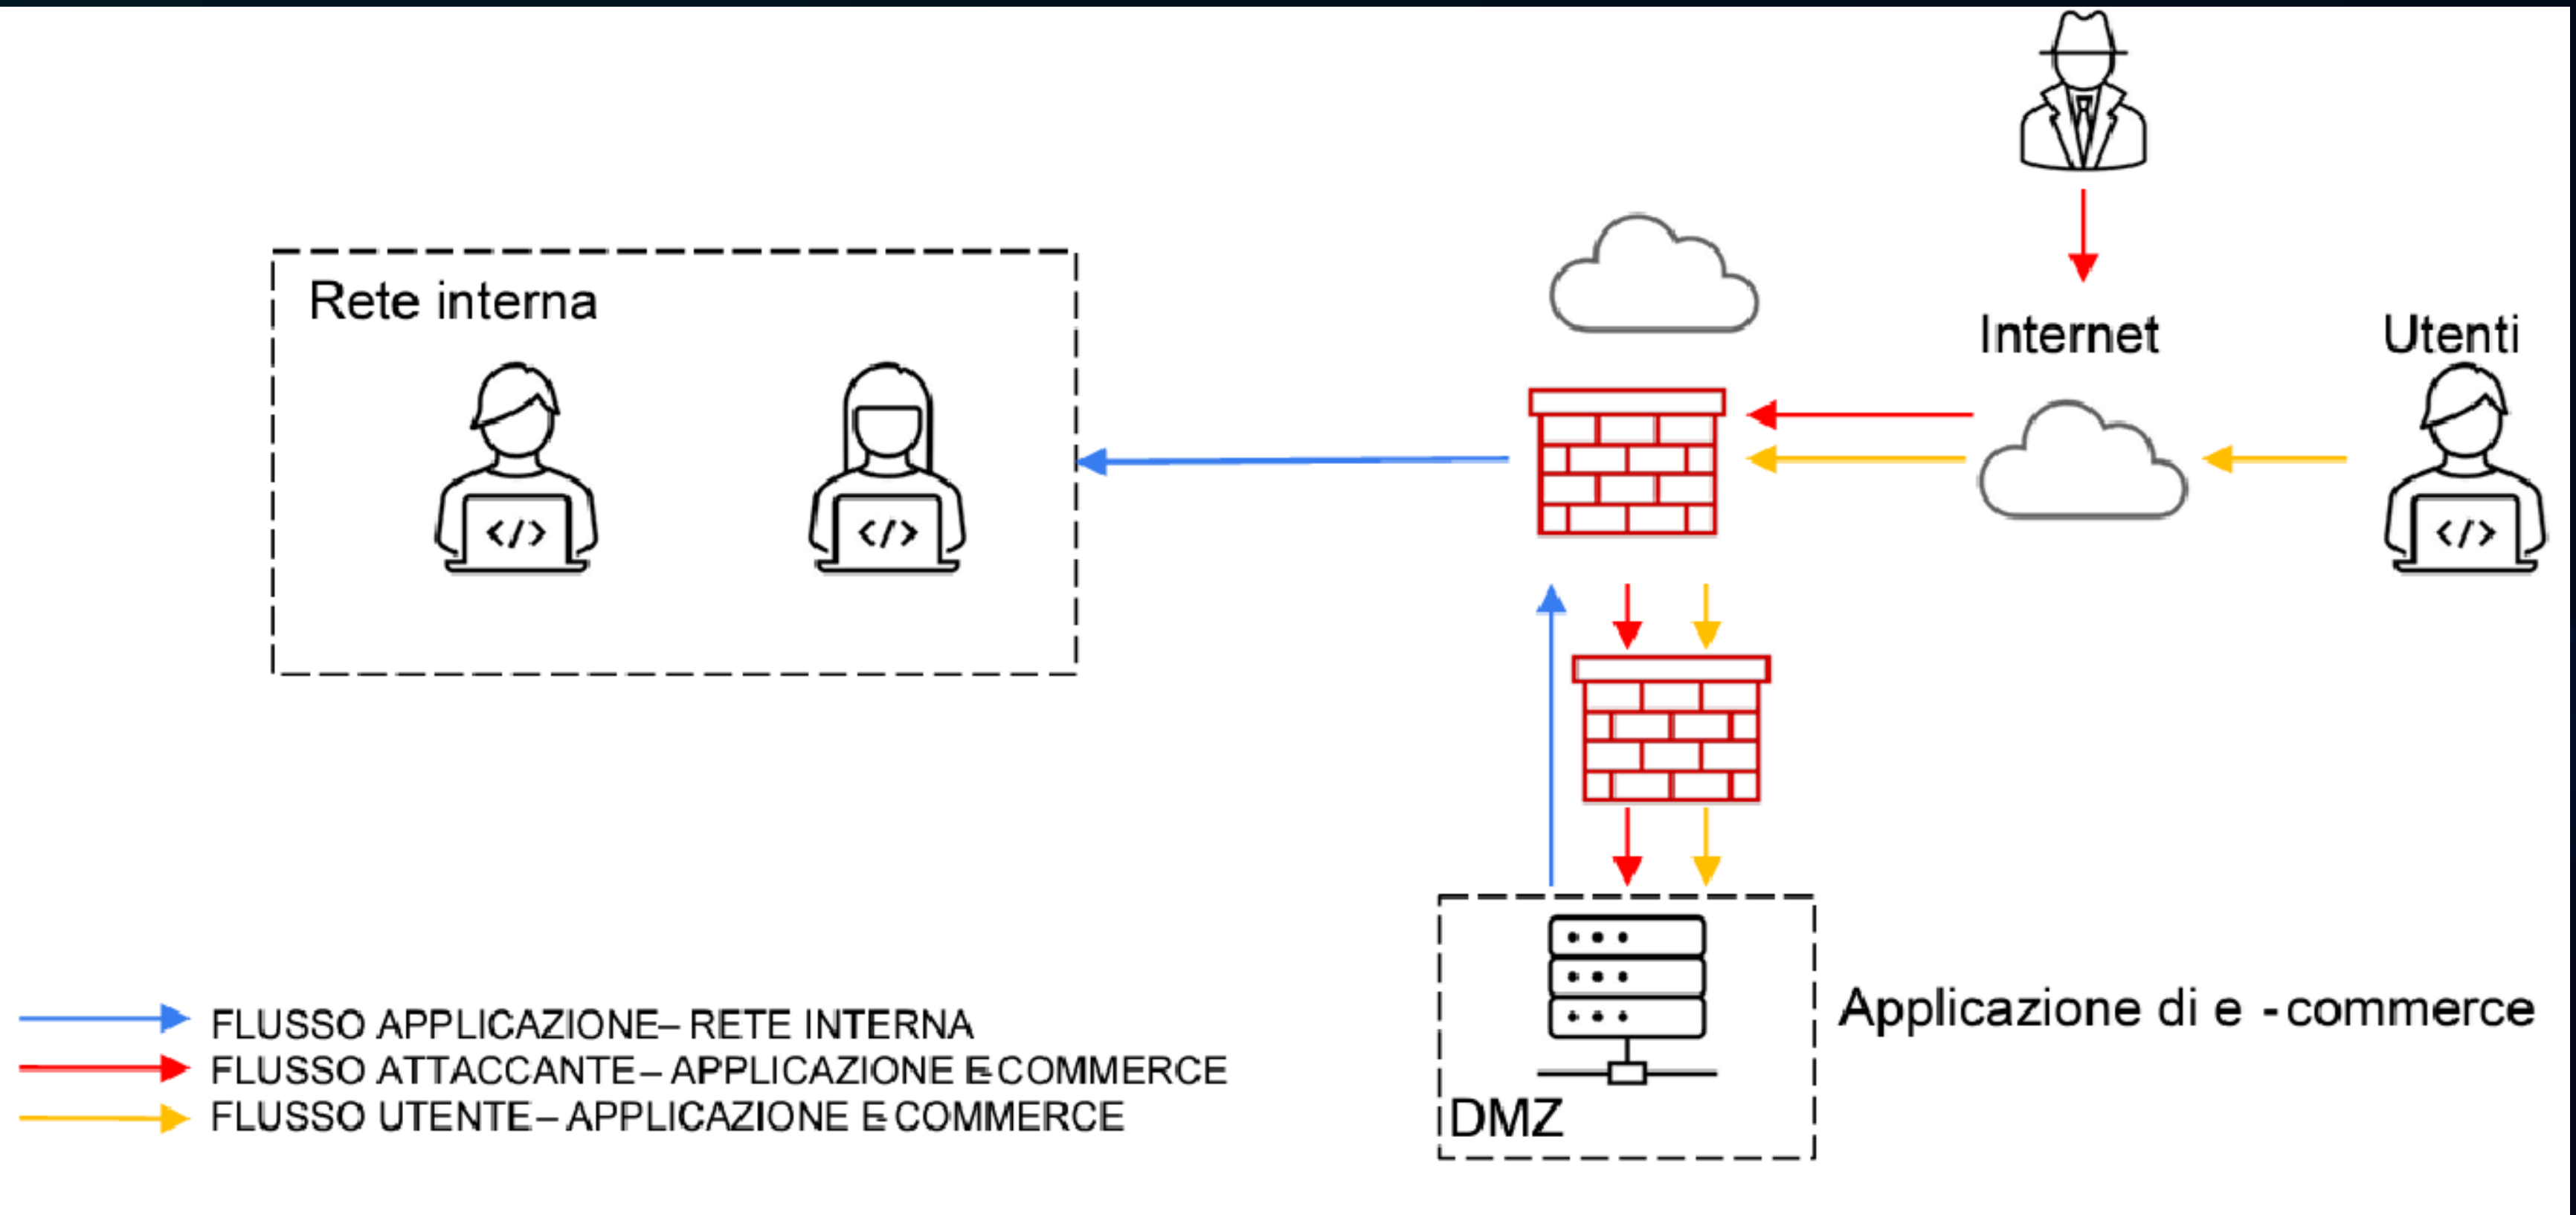 Rete interna
Internet
Utenti
</>
</>
</>
Applicazione di e -commerce
DMZ
FLUSSO APPLICAZIONE– RETE INTERNA
FLUSSO ATTACCANTE– APPLICAZIONE E-COMMERCE
FLUSSO UTENTE– APPLICAZIONE E-COMMERCE